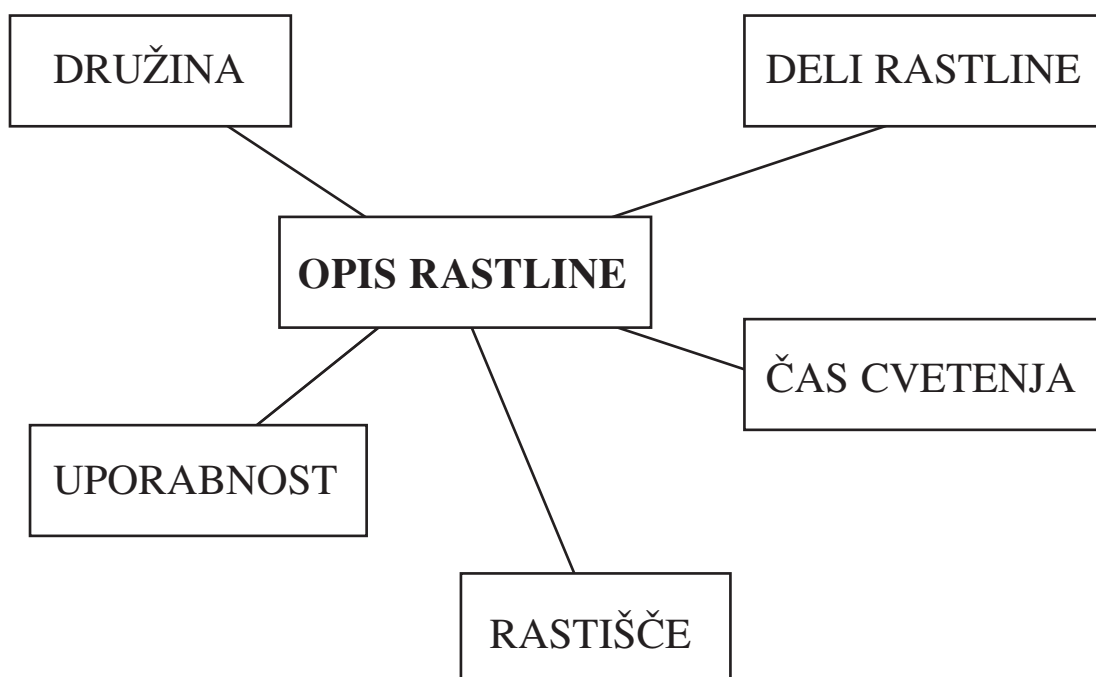 DRUŽINA
DELI RASTLINE
OPIS RASTLINE
ČAS CVETENJA
UPORABNOST
RASTIŠČE